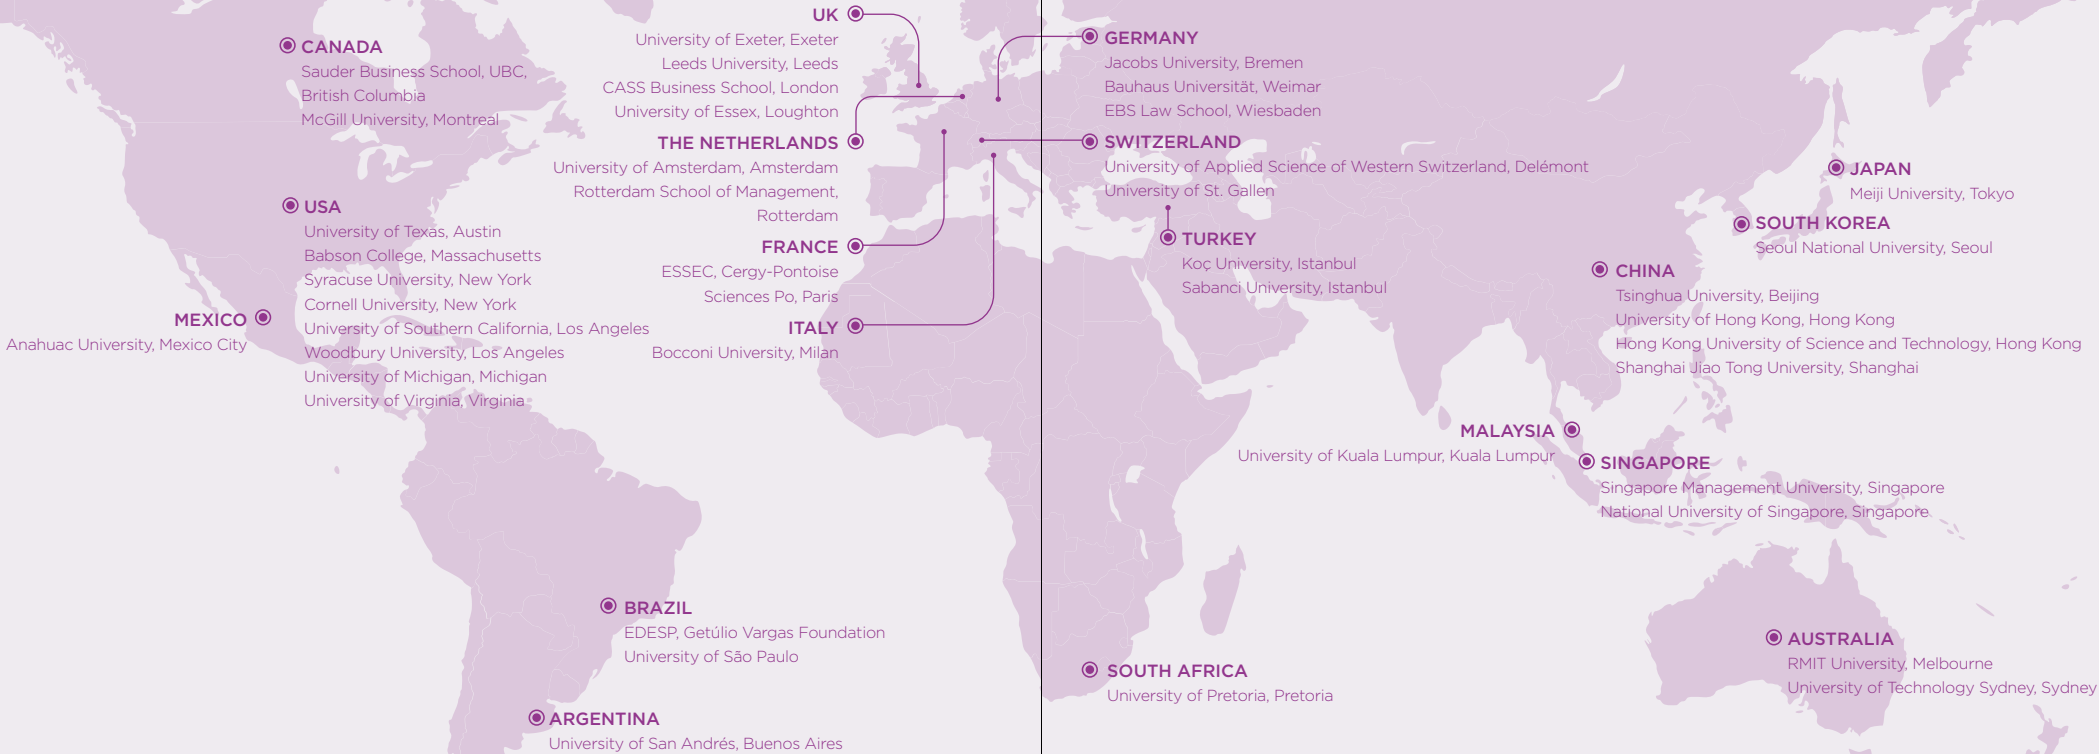 CANADA
Sauder Business School, UBC,
British Columbia
McGill University, Montreal
USA
University of Texas, Austin
Babson College, Massachusetts
Syracuse University, New York
Cornell University, New York
University of Southern California, Los Angeles
Woodbury University, Los Angeles
University of Michigan, Michigan
University of Virginia, Virginia
MEXICO
Anahuac University, Mexico City
UK
University of Exeter, Exeter
Leeds University, Leeds
CASS Business School, London
University of Essex, Loughton
THE NETHERLANDS
University of Amsterdam, Amsterdam
Rotterdam School of Management,
Rotterdam
FRANCE
ESSEC, Cergy-Pontoise
Sciences Po, Paris
ITALY
Bocconi University, Milan
BRAZIL
EDESP, Getúlio Vargas Foundation
University of São Paulo
ARGENTINA
University of San Andrés, Buenos Aires
GERMANY
Jacobs University, Bremen
Bauhaus Universität, Weimar
EBS Law School, Wiesbaden
SWITZERLAND
University of Applied Science of Western Switzerland, Delémont
University of St. Gallen
TURKEY
Koç University, Istanbul
Sabanci University, Istanbul
JAPAN
Meiji University, Tokyo
SOUTH KOREA
Seoul National University, Seoul
CHINA
Tsinghua University, Beijing
University of Hong Kong, Hong Kong
Hong Kong University of Science and Technology, Hong Kong
Shanghai Jiao Tong University, Shanghai
MALAYSIA
University of Kuala Lumpur, Kuala Lumpur
SINGAPORE
Singapore Management University, Singapore
National University of Singapore, Singapore
SOUTH AFRICA
University of Pretoria, Pretoria
AUSTRALIA
RMIT University, Melbourne
University of Technology Sydney, Sydney